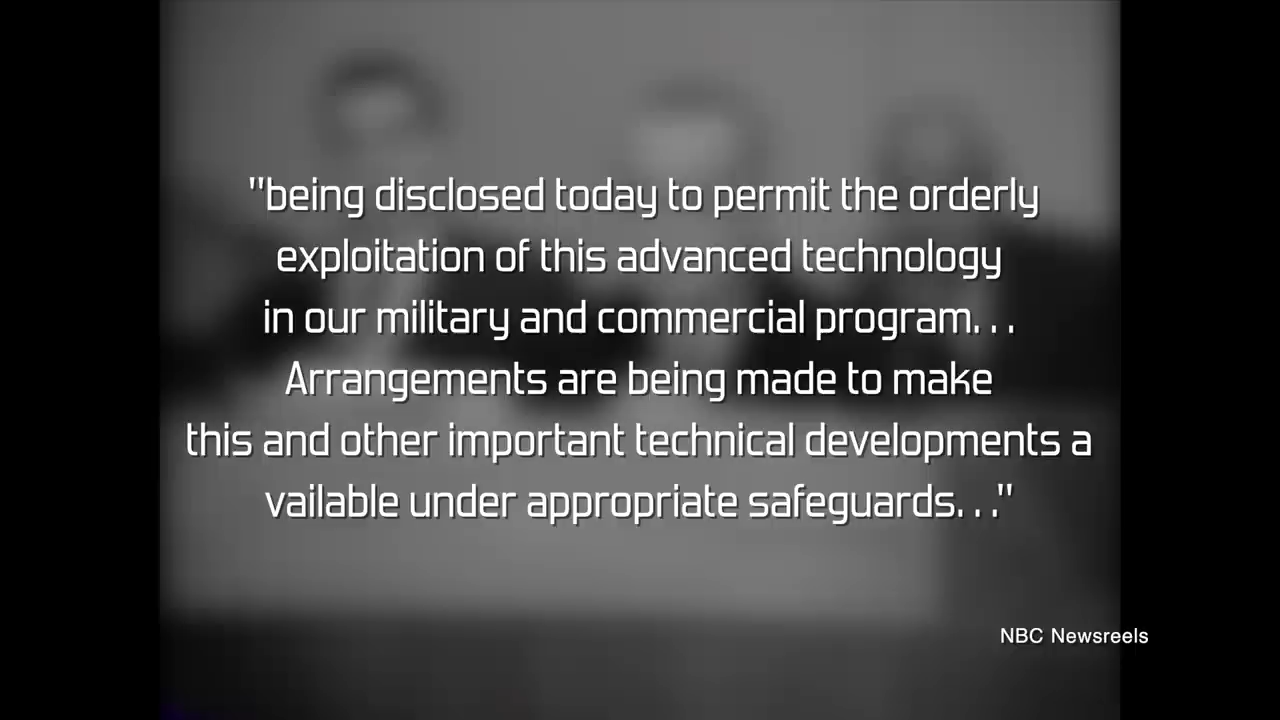 "being disclosed today to permit the orderly
exploitation of this advanced technology
in our military and commercial program...
Arrangements are being made to make
this and other important technical developments a
vailable under appropriate safeguards..."
NBC Newsreels